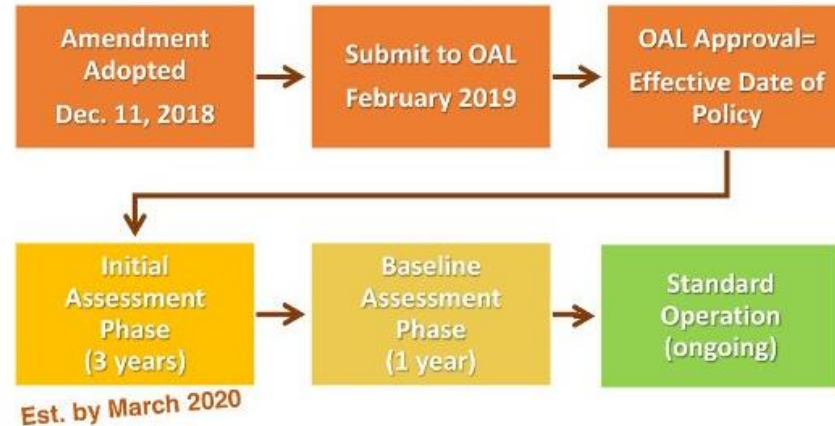 Amendment
Adopted
Dec. 11, 2018
Submit to OAL
February 2019
OAL Approval=
Effective Date of
Policy
Initial
Assessment
Phase
(3 years)
Baseline
Assessment
Phase
(1 year)
Standard
Operation
(ongoing)
Est. by March 2020